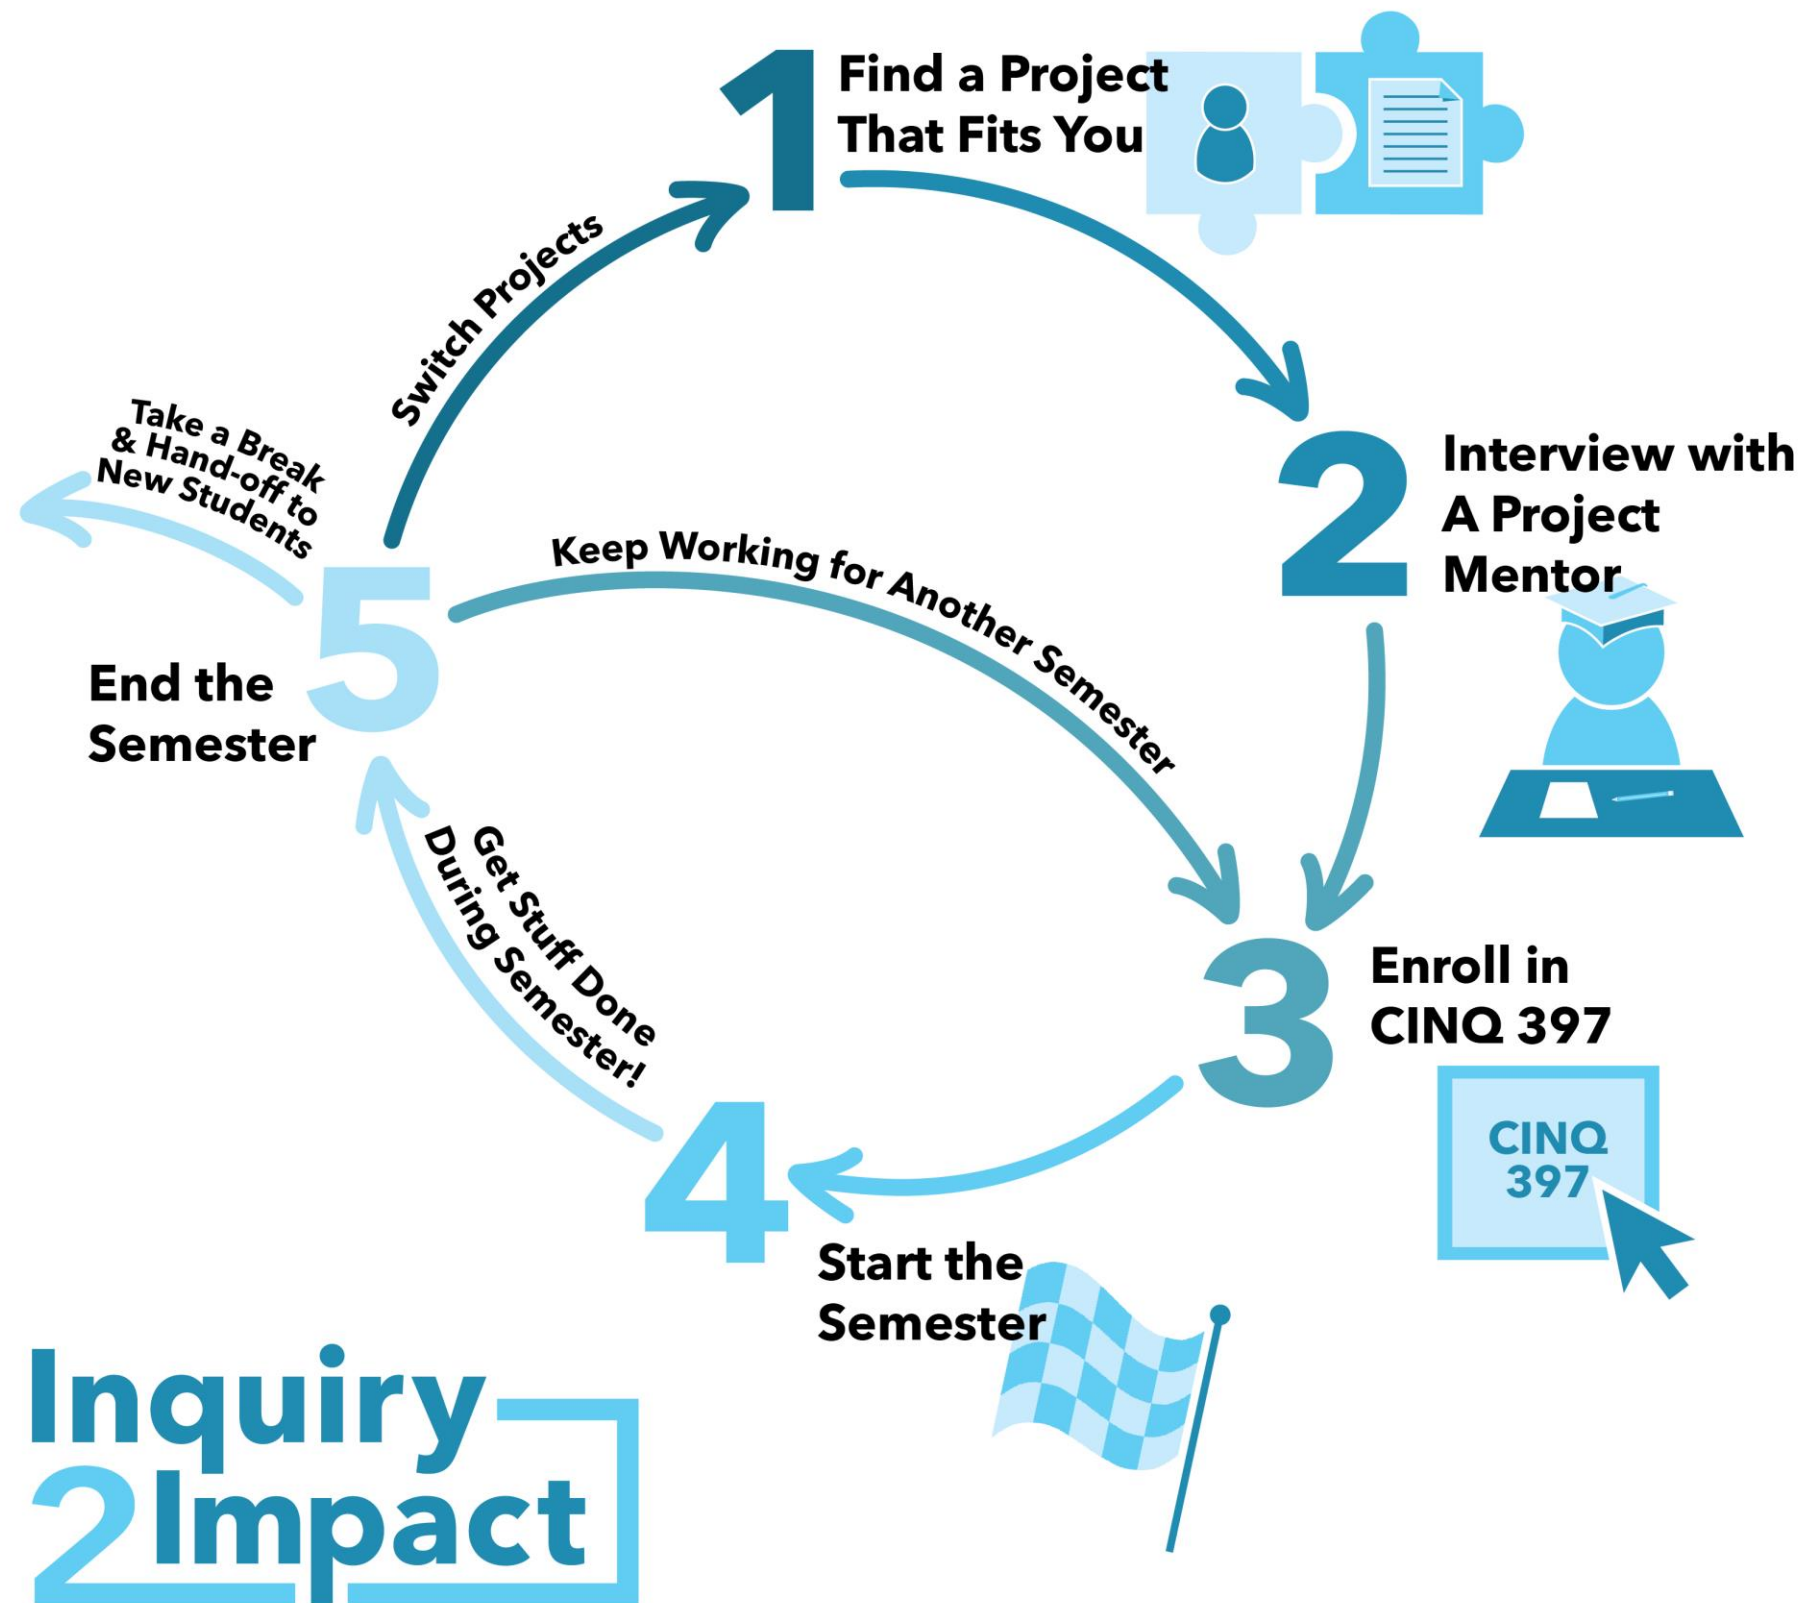 1
Find a Project
That Fits You
2
Interview with
A Project
Mentor
3
Enroll in
CINQ 397
CINQ
397
4
Start the
Semester
Get Stuff Done
During Semester!
5
End the
Semester
Take a Break
& Hand-off to
New Students
Switch Projects
Keep Working for Another Semester
Inquiry
2Impact